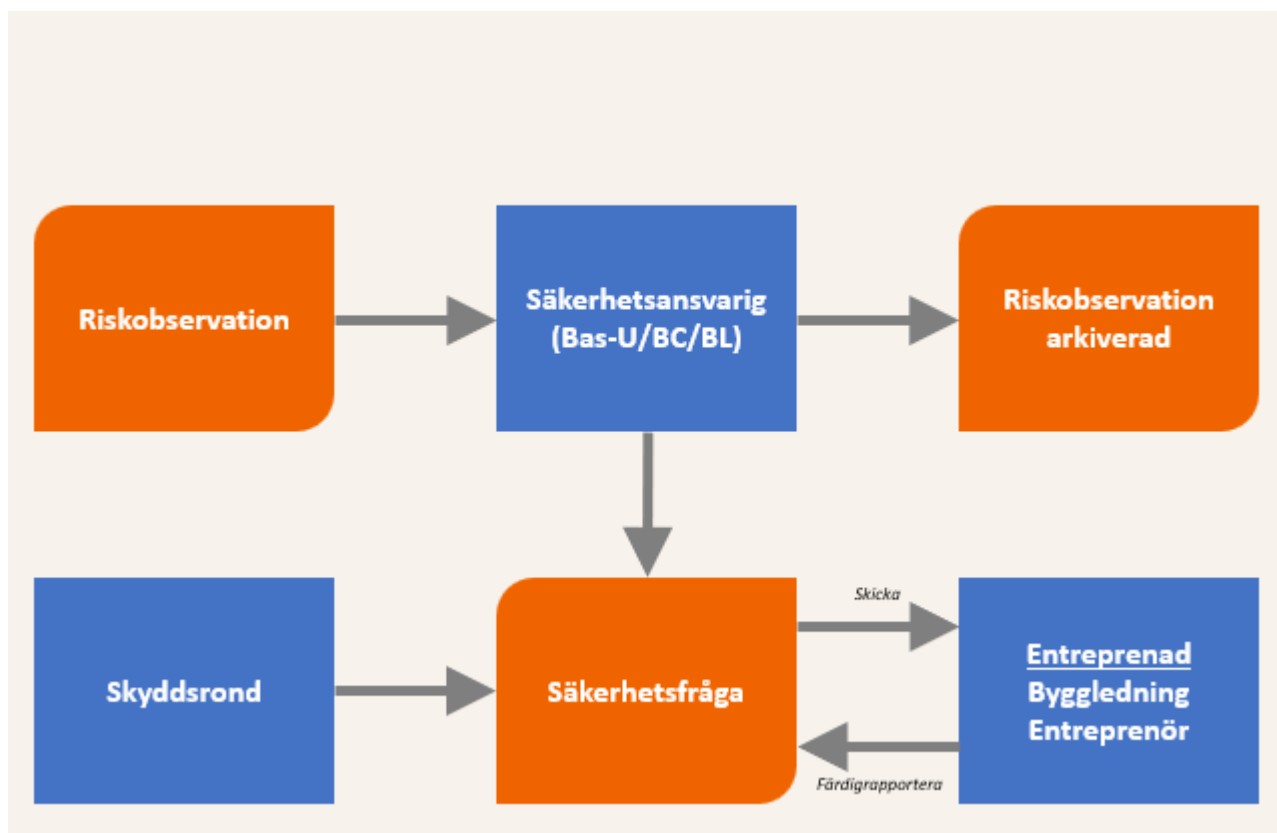 Riskobservation
Säkerhetsansvarig
(Bas-U/BC/BL)
Riskobservation
arkiverad
Skyddsrond
Säkerhetsfråga
Skicka
Färdigrapportera
Entreprenad
Byggledning
Entreprenör